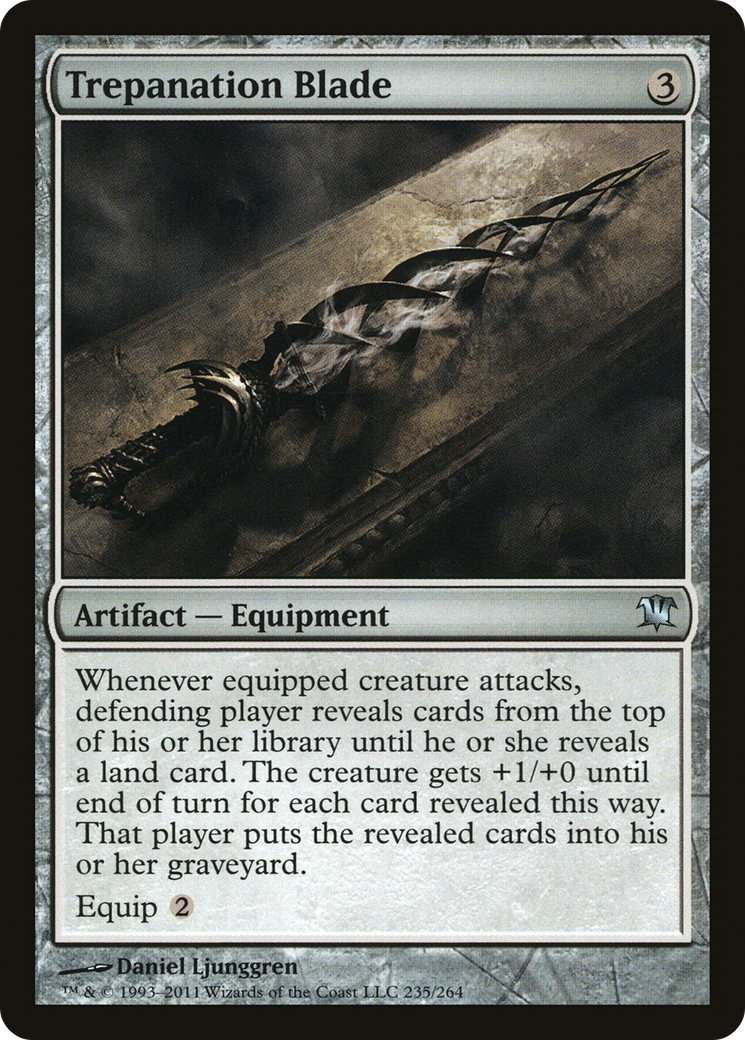 Trepanation Blade 3
Artifact — Equipment
Whenever equipped creature attacks,
defending player reveals cards from the top
of his or her library until he or she reveals
a land card. The creature gets +1/+0 until
end of turn for each card revealed this way.
That player puts the revealed cards into his
or her graveyard.
Equip 2
Daniel Ljunggren
™ & © 1993–2011 Wizards of the Coast LLC 235/264